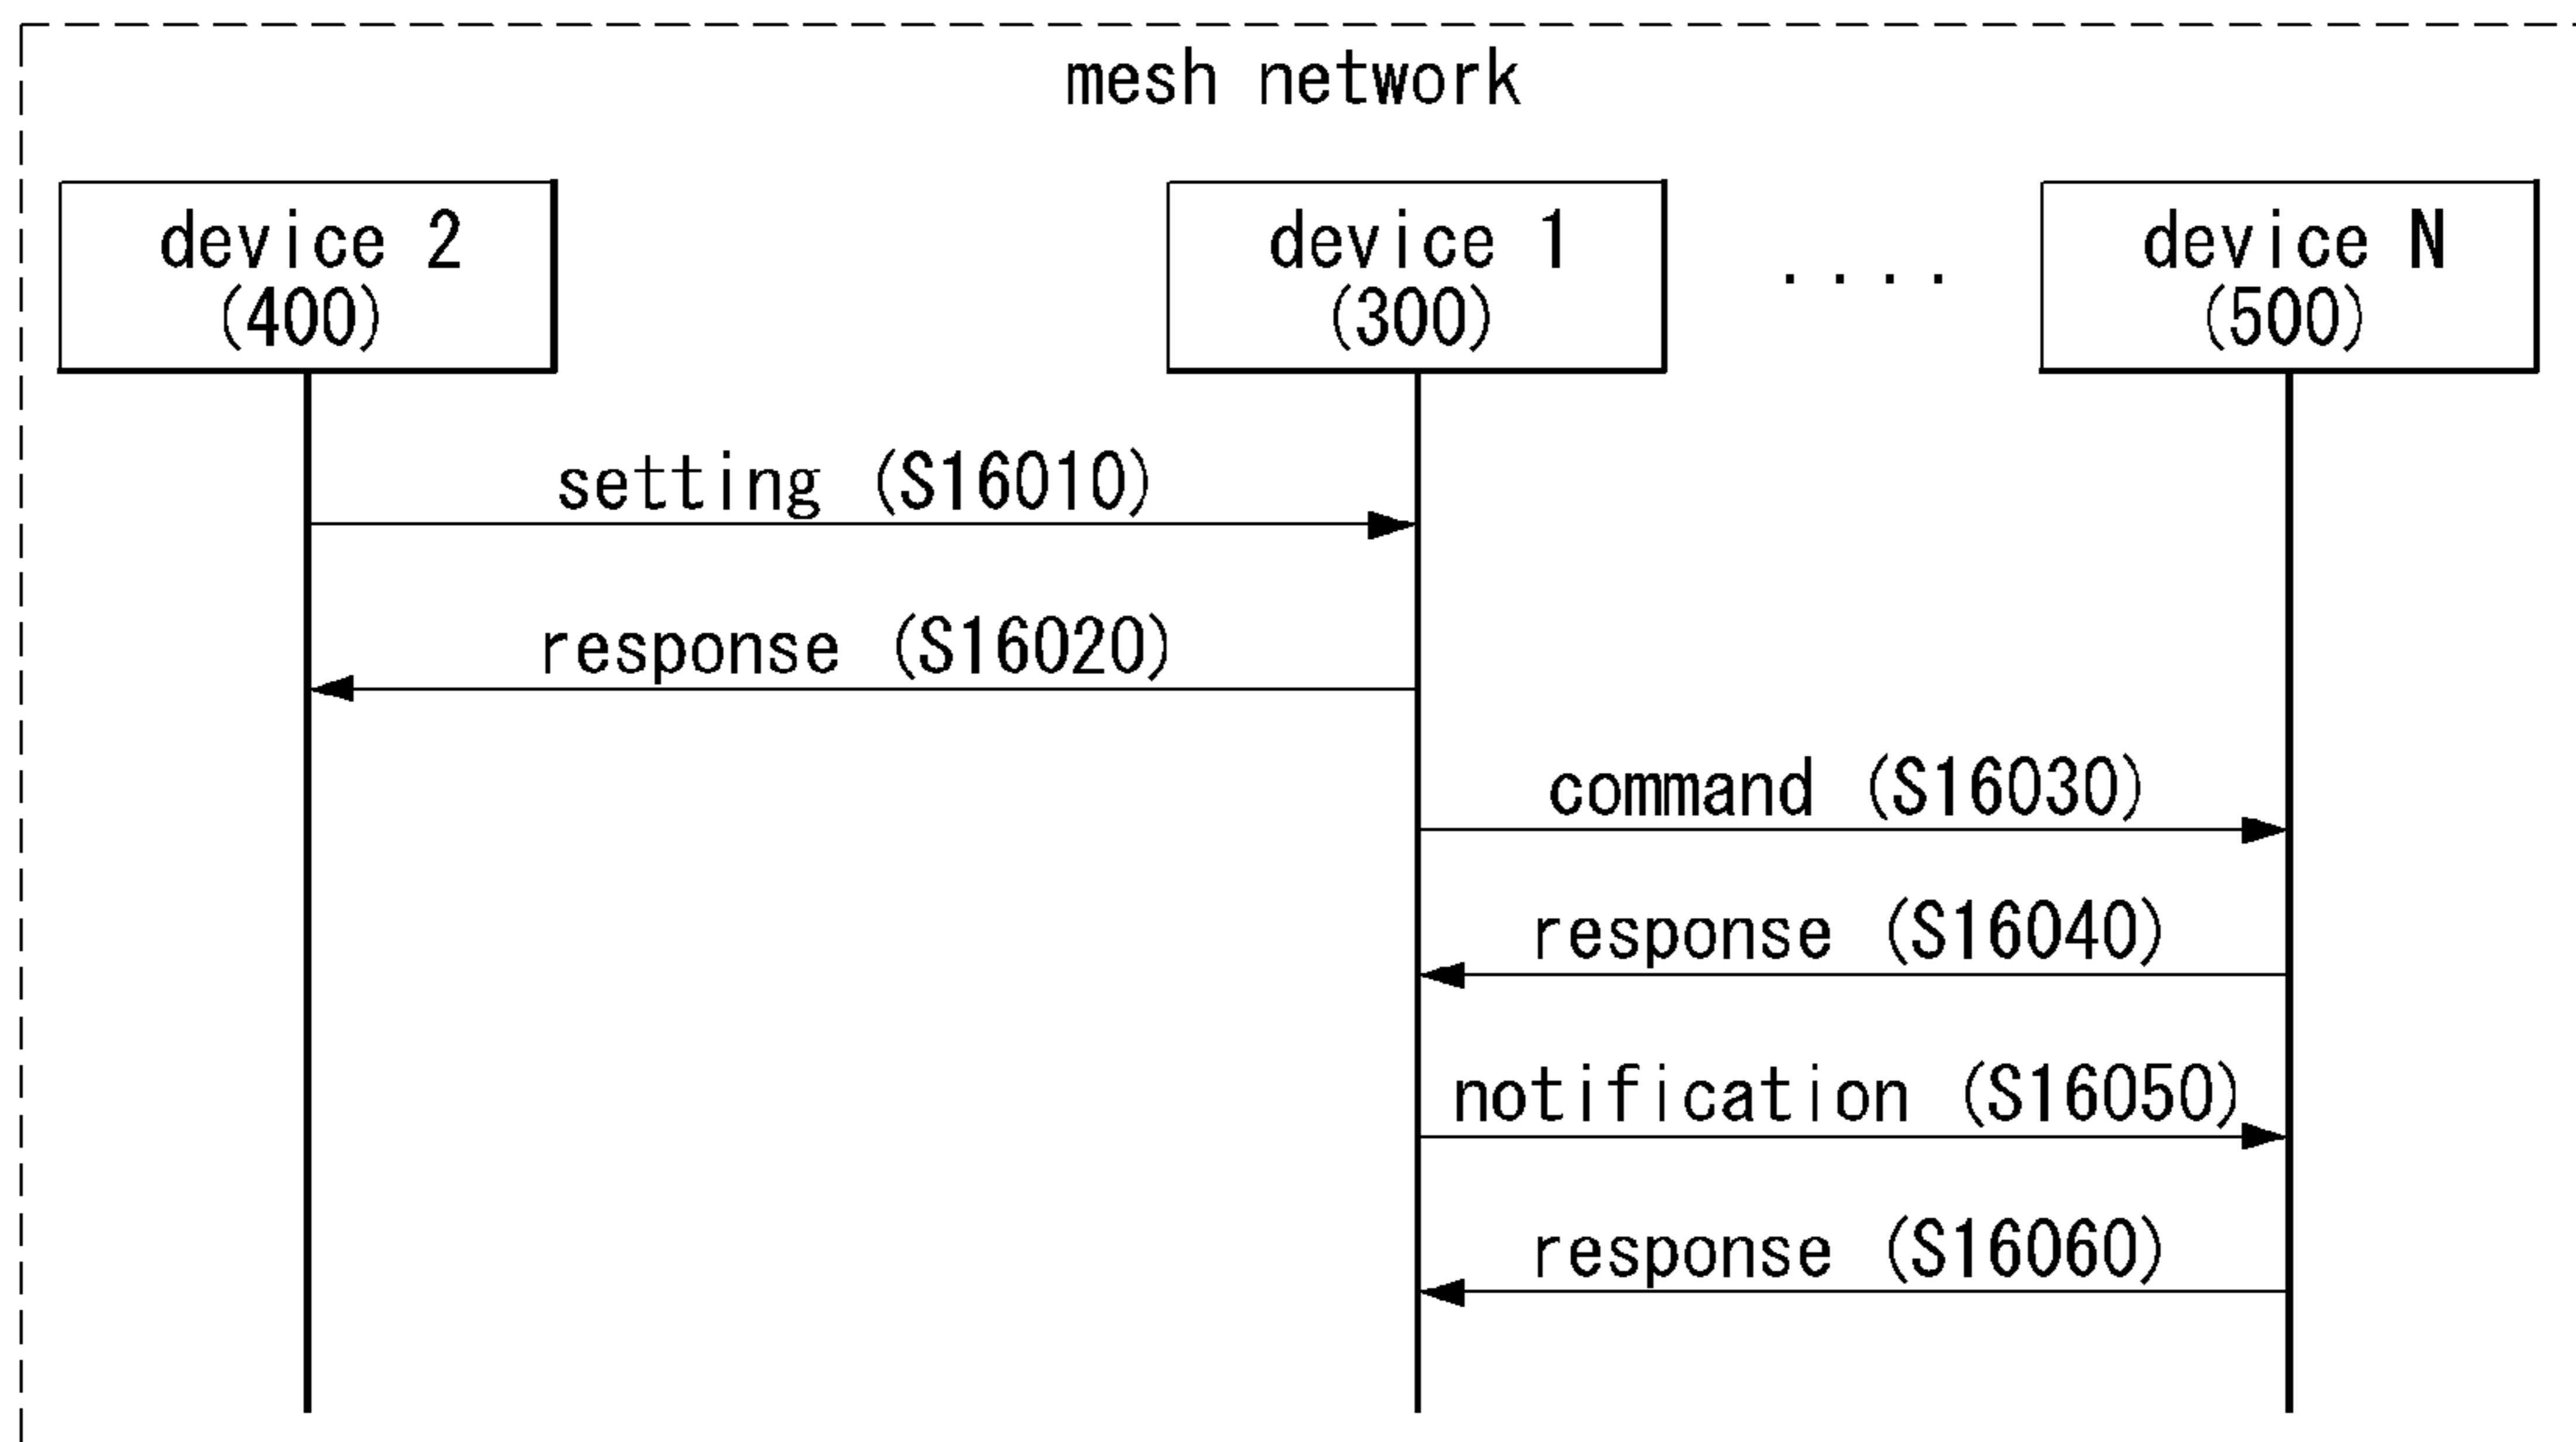 mesh network
device 2
(400)
device 1
(300)
. . . .
device N
(500)
setting (S16010)
response (S16020)
command (S16030)
response (S16040)
notification (S16050)
response (S16060)